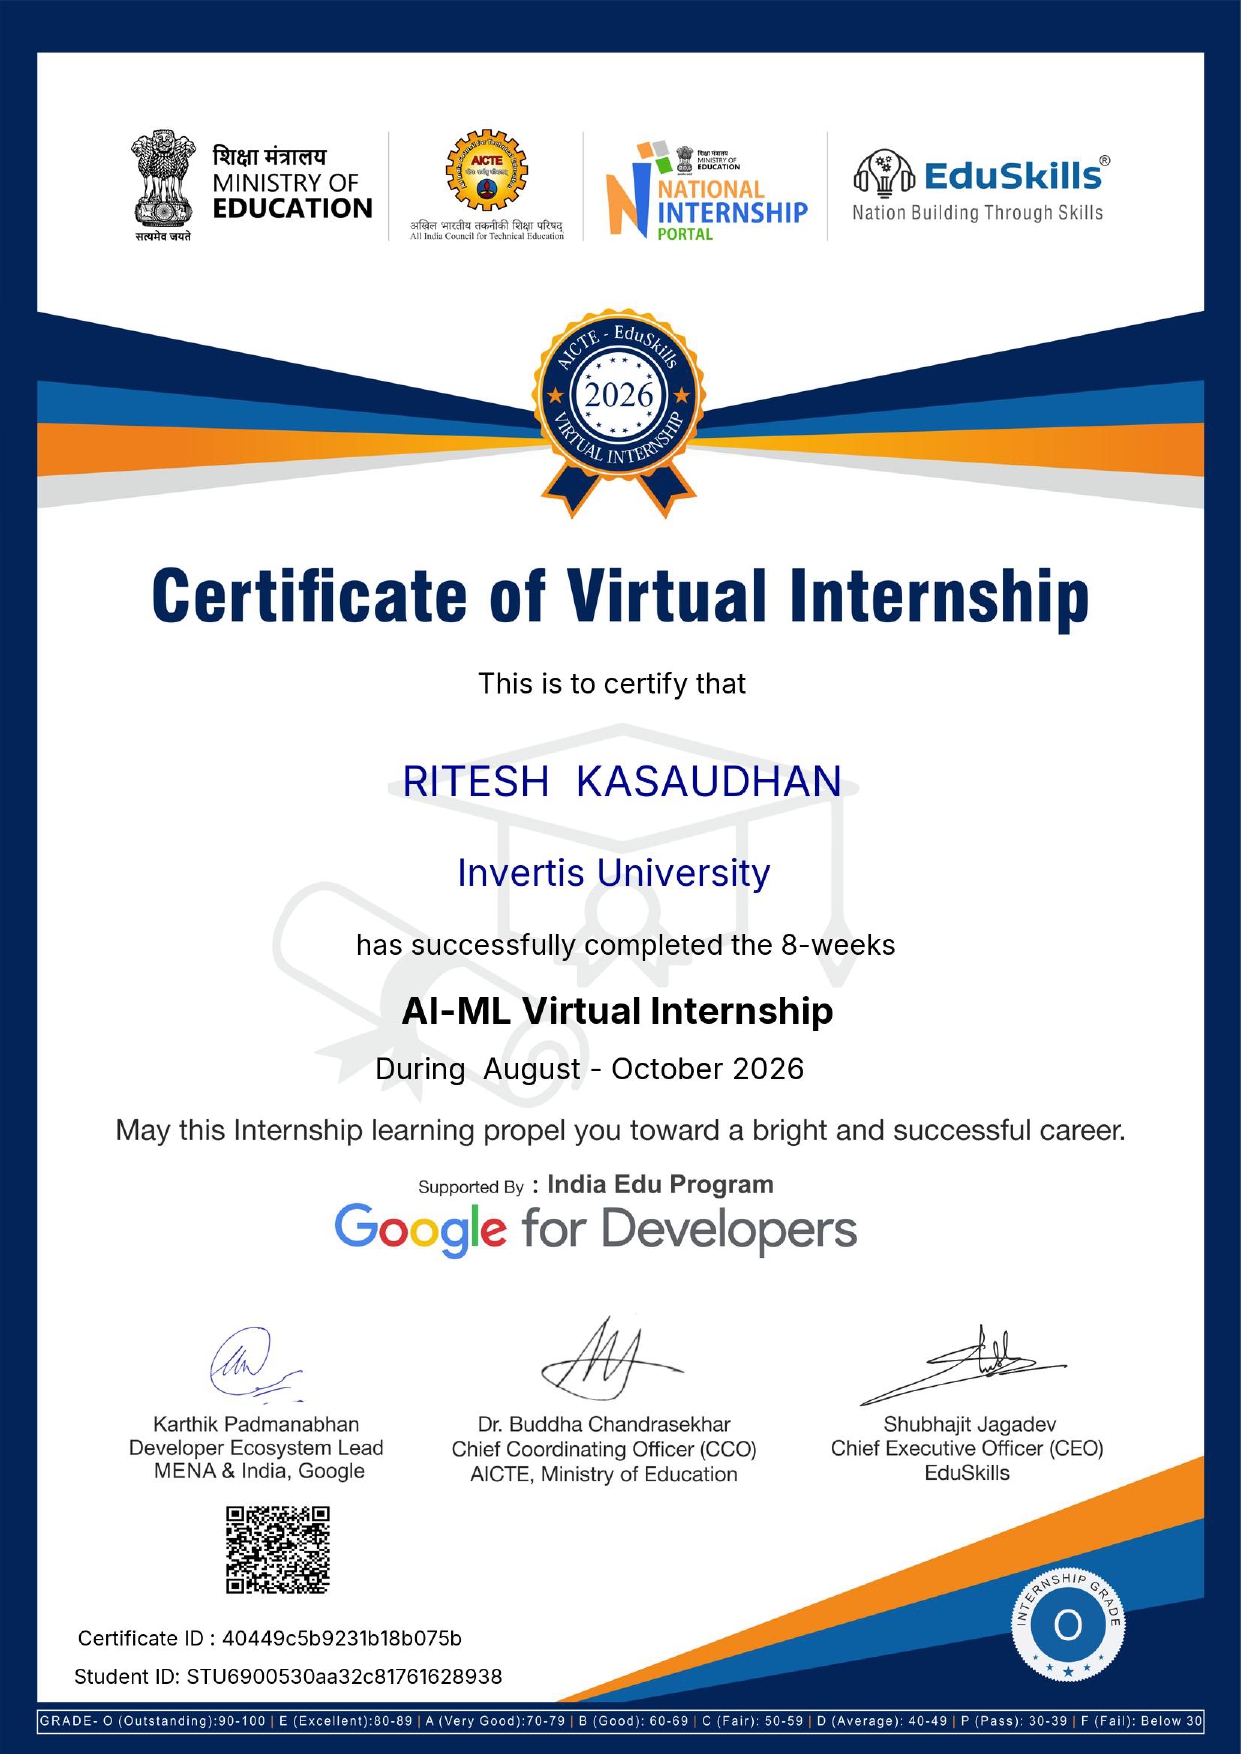 शिक्षा मंत्रालय
MINISTRY OF
EDUCATION
सत्यमेव जयते
AICTE
अखिल भारतीय तकनीकी शिक्षा परिषद्
All India Council for Technical Education
शिक्षा मंत्रालय
MINISTRY OF
EDUCATION
NATIONAL
INTERNSHIP
PORTAL
EduSkills®
Nation Building Through Skills
AICTE - EduSkills
2026
VIRTUAL INTERNSHIP
Certificate of Virtual Internship
This is to certify that
RITESH KASAUDHAN
Invertis University
has successfully completed the 8-weeks
AI-ML Virtual Internship
During August - October 2026
May this Internship learning propel you toward a bright and successful career.
Supported By : India Edu Program
Google for Developers
Karthik Padmanabhan
Developer Ecosystem Lead
MENA & India, Google
Dr. Buddha Chandrasekhar
Chief Coordinating Officer (CCO)
AICTE, Ministry of Education
Shubhajit Jagadev
Chief Executive Officer (CEO)
EduSkills
INTERNSHIP GRADE
O
Certificate ID : 40449c5b9231b18b075b
Student ID: STU6900530aa32c81761628938
GRADE- O (Outstanding):90-100 | E (Excellent):80-89 | A (Very Good):70-79 | B (Good): 60-69 | C (Fair): 50-59 | D (Average): 40-49 | P (Pass): 30-39 | F (Fail): Below 30